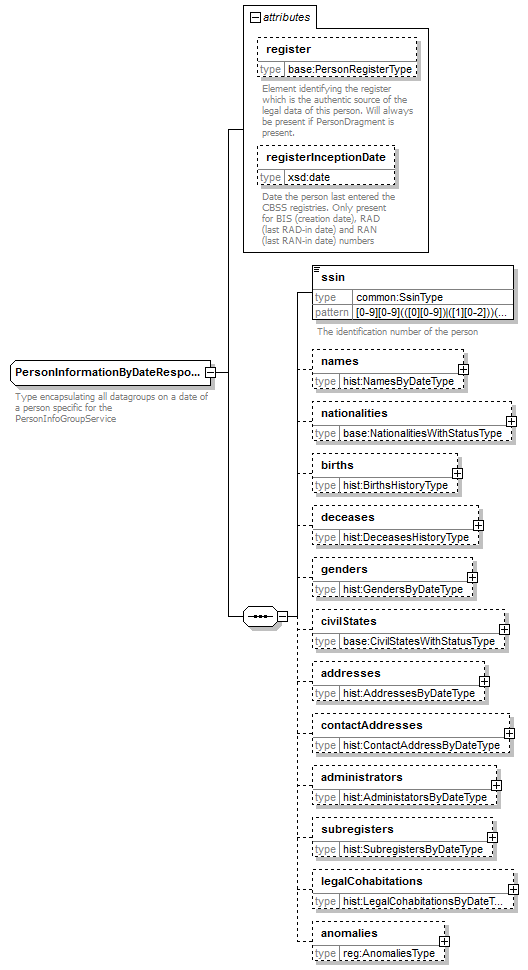 attributes
register
type base:PersonRegisterType
Element identifying the register
which is the authentic source of the
legal data of this person. Will always
be present if PersonDragment is
present.
registerInceptionDate
type xsd:date
Date the person last entered the
CBSS registries. Only present
for BIS (creation date), RAD
(last RAD-in date) and RAN
(last RAN-in date) numbers
ssin
type common:SsinType
pattern [0-9][0-9](([0][0-9])|([1][0-2]))(...
The identification number of the person
PersonInformationByDateRespo...
Type encapsulating all datagroups on a date of
a person specific for the
PersonInfoGroupService
names
type hist:NamesByDateType
nationalities
type base:NationalitiesWithStatusType
births
type hist:BirthsHistoryType
deceases
type hist:DeceasesHistoryType
genders
type hist:GendersByDateType
civilStates
type base:CivilStatesWithStatusType
addresses
type hist:AddressesByDateType
contactAddresses
type hist:ContactAddressByDateType
administrators
type hist:AdministatorsByDateType
subregisters
type hist:SubregistersByDateType
legalCohabitations
type hist:LegalCohabitationsByDateT...
anomalies
type reg:AnomaliesType